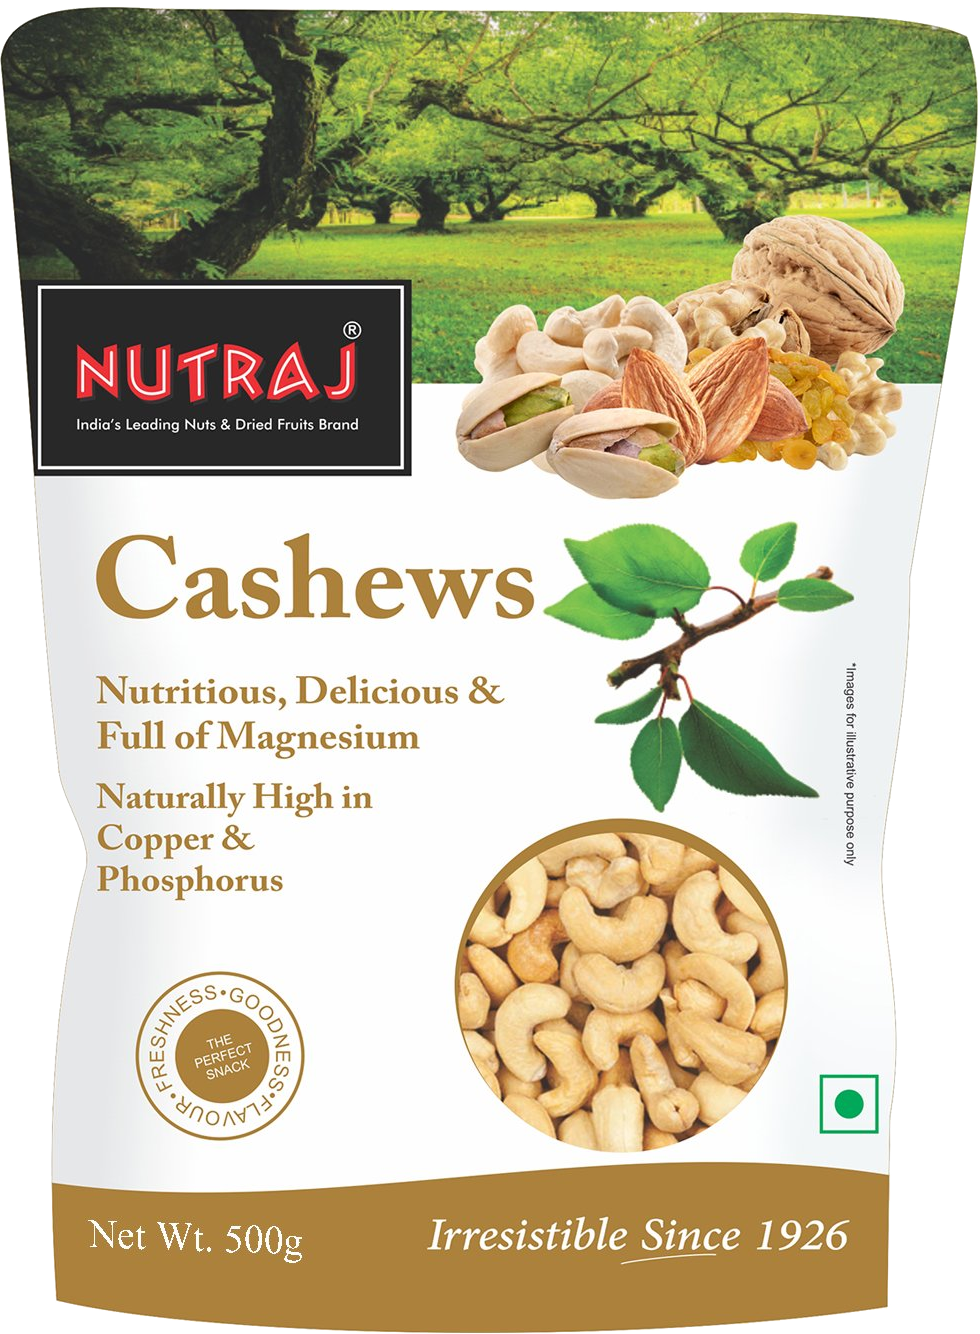 NUTRAJ®
India's Leading Nuts & Dried Fruits Brand
Cashews
Nutritious, Delicious &
Full of Magnesium
Naturally High in
Copper &
Phosphorus
*Images for illustrative purpose only
FRESHNESS • GOODNESS • FLAVOUR •
THE
PERFECT
SNACK
Net Wt. 500g
Irresistible Since 1926